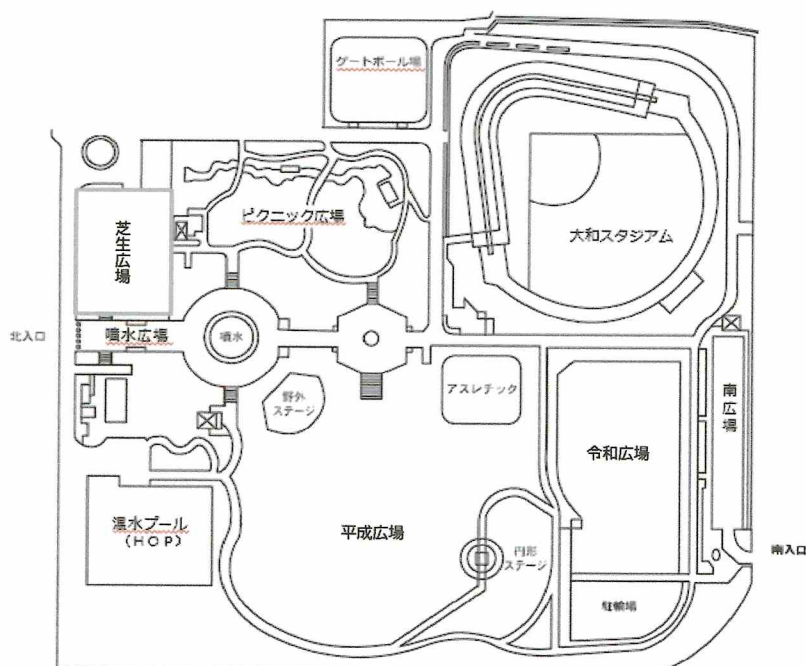 ゲートボール場
ピクニック広場
芝生広場
大和スタジアム
北入口
噴水広場
噴水
野外
ステージ
アスレチック
南広場
令和広場
温水プール
(HOP)
平成広場
円形
ステージ
南入口
駐輪場